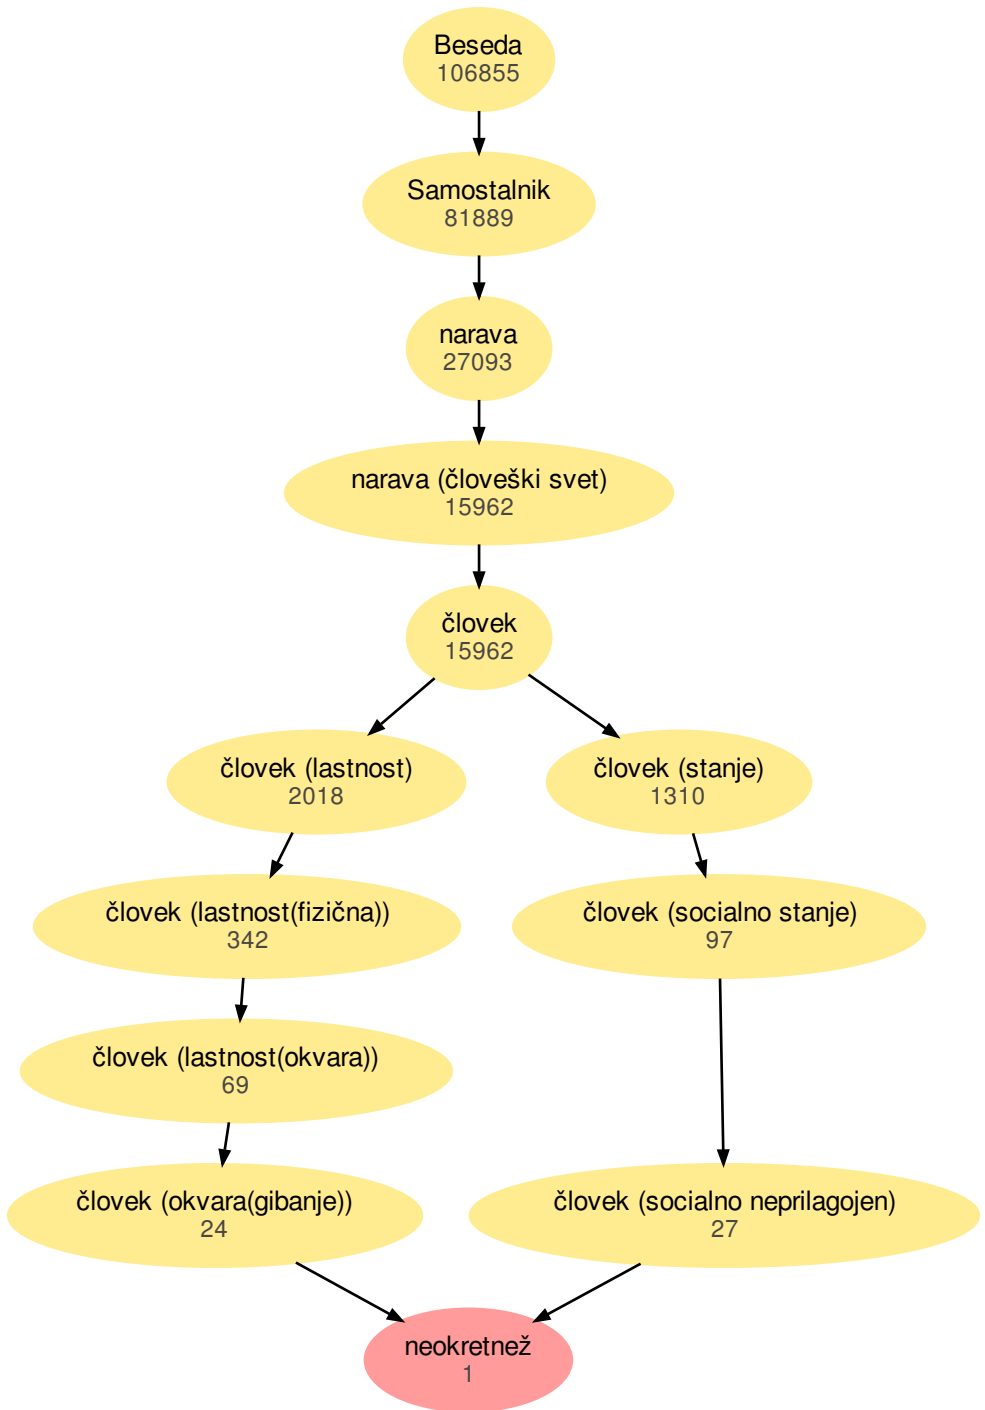 Beseda
106855
Samostalnik
81889
narava
27093
narava (človeški svet)
15962
človek
15962
človek (lastnost)
2018
človek (stanje)
1310
človek (lastnost(fizična))
342
človek (socialno stanje)
97
človek (lastnost(okvara))
69
človek (okvara(gibanje))
24
človek (socialno neprilagojen)
27
neokretnež
1